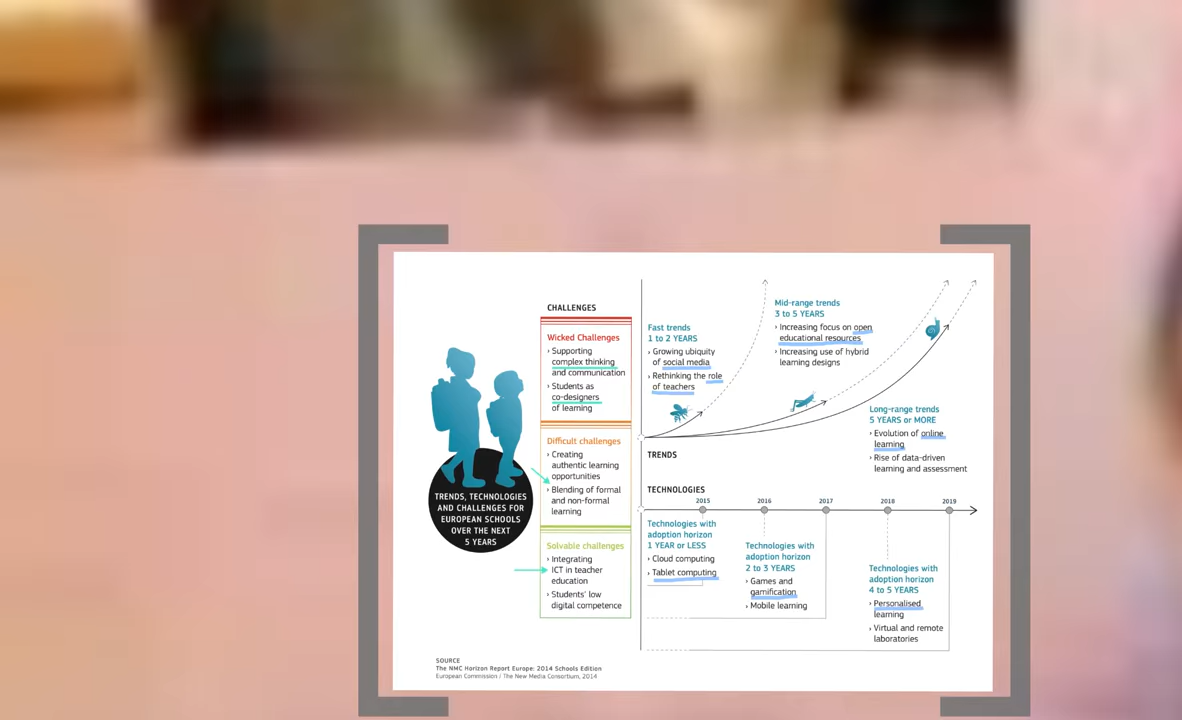 CHALLENGES
Wicked Challenges
› Supporting
complex thinking
and communication
› Students as
co-designers
of learning
Difficult challenges
› Creating
authentic learning
opportunities
› Blending of formal
and non-formal
learning
Solvable challenges
› Integrating
ICT in teacher
education
› Students' low
digital competence
TRENDS, TECHNOLOGIES
AND CHALLENGES FOR
EUROPEAN SCHOOLS
OVER THE NEXT
5 YEARS
Fast trends
1 to 2 YEARS
› Growing ubiquity
of social media
› Rethinking the role
of teachers
Mid-range trends
3 to 5 YEARS
› Increasing focus on open
educational resources
› Increasing use of hybrid
learning designs
Long-range trends
5 YEARS or MORE
› Evolution of online
learning
› Rise of data-driven
learning and assessment
TRENDS
TECHNOLOGIES
2015 2016 2017 2018 2019
Technologies with
adoption horizon
1 YEAR or LESS
› Cloud computing
› Tablet computing
Technologies with
adoption horizon
2 to 3 YEARS
› Games and
gamification
› Mobile learning
Technologies with
adoption horizon
4 to 5 YEARS
› Personalised
learning
› Virtual and remote
laboratories
SOURCE
The NMC Horizon Report Europe: 2014 Schools Edition
European Commission / The New Media Consortium, 2014